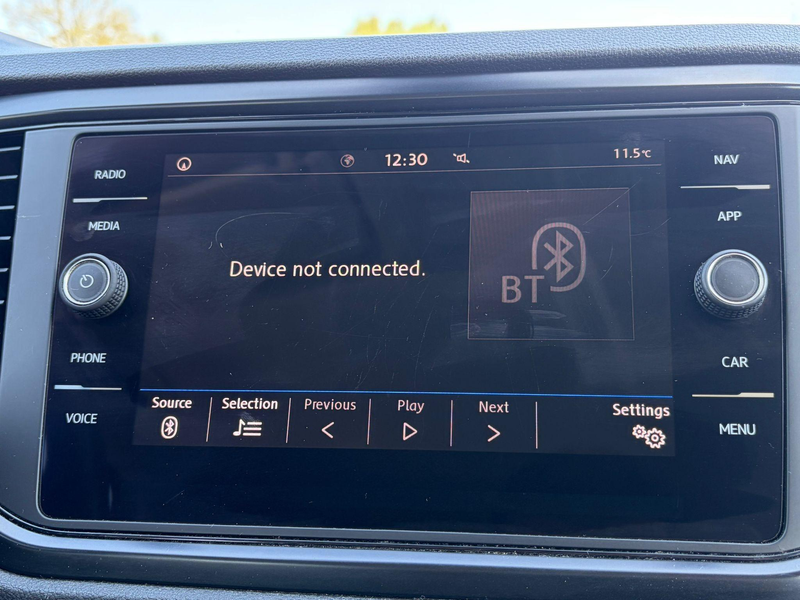 12:30 11.5°C
RADIO
MEDIA
PHONE
VOICE
NAV
APP
CAR
MENU
Device not connected.
BT
Source Selection Previous Play Next Settings